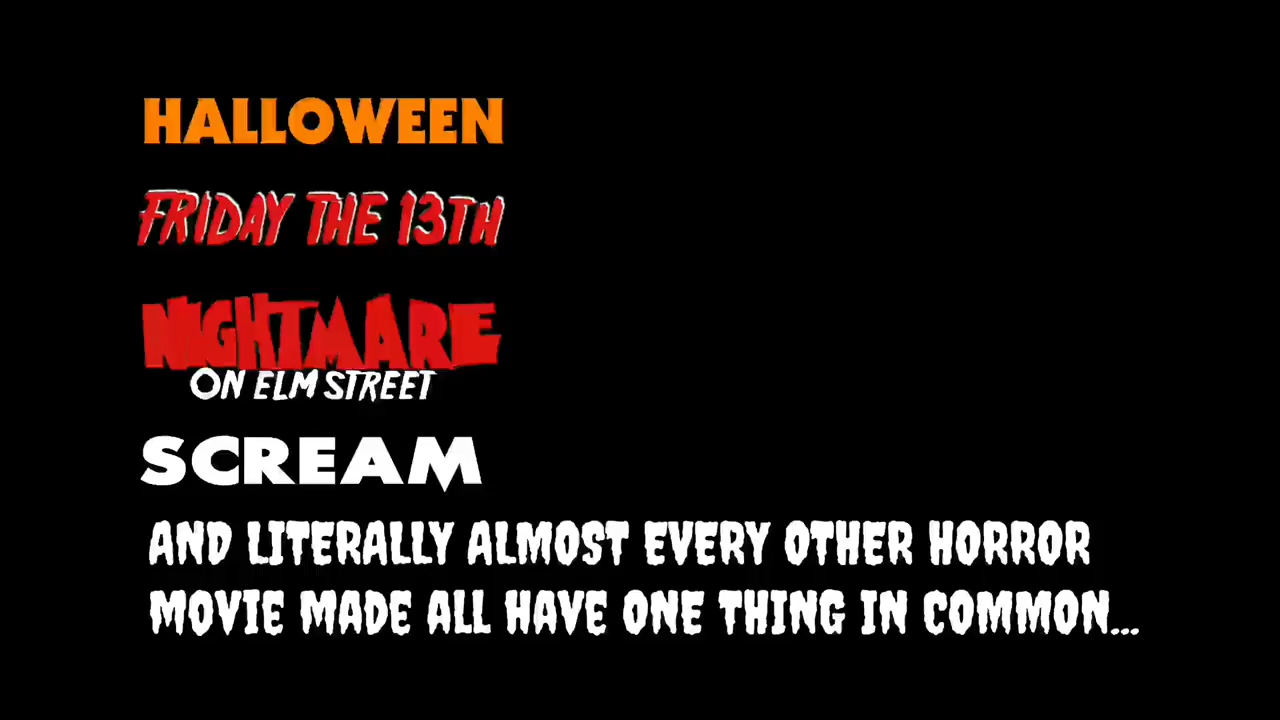 HALLOWEEN
FRIDAY THE 13TH
NIGHTMARE
ON ELM STREET
SCREAM
AND LITERALLY ALMOST EVERY OTHER HORROR
MOVIE MADE ALL HAVE ONE THING IN COMMON...